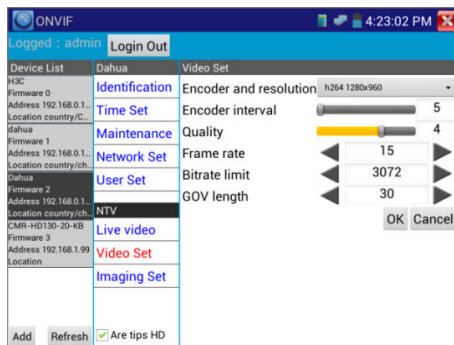 ONVIF
4:23:02 PM
Logged : admin
Login Out
Device List
H3C
Firmware 0
Address 192.168.0.1...
Location country/C...
dahua
Firmware 1
Address 192.168.0.1...
Location country/ch...
Dahua
Firmware 2
Address 192.168.0.1...
Location country/ch...
CMR-HD130-20-KB
Firmware 3
Address 192.168.1.99
Location
Add
Refresh
Dahua
Identification
Time Set
Maintenance
Network Set
User Set
NTV
Live video
Video Set
Imaging Set
Are tips HD
Video Set
Encoder and resolution h264 1280x960
Encoder interval 5
Quality 4
Frame rate 15
Bitrate limit 3072
GOV length 30
OK Cancel